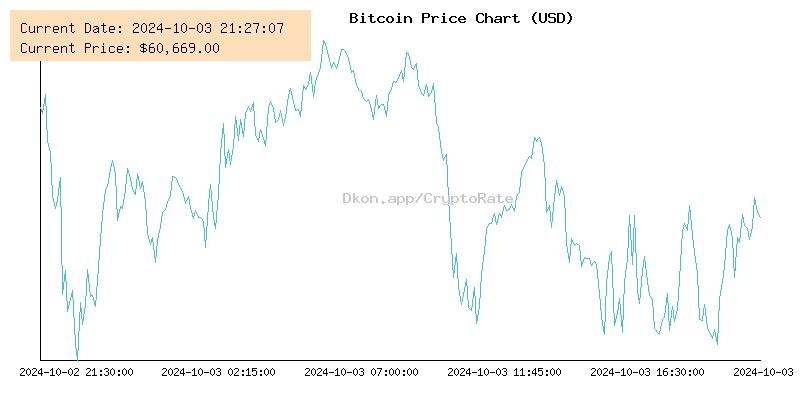 Bitcoin Price Chart (USD)
Current Date: 2024-10-03 21:27:07
Current Price: $60,669.00
Dkon.app/CryptoRate
2024-10-02 21:30:00 2024-10-03 02:15:00 2024-10-03 07:00:00 2024-10-03 11:45:00 2024-10-03 16:30:00 2024-10-03